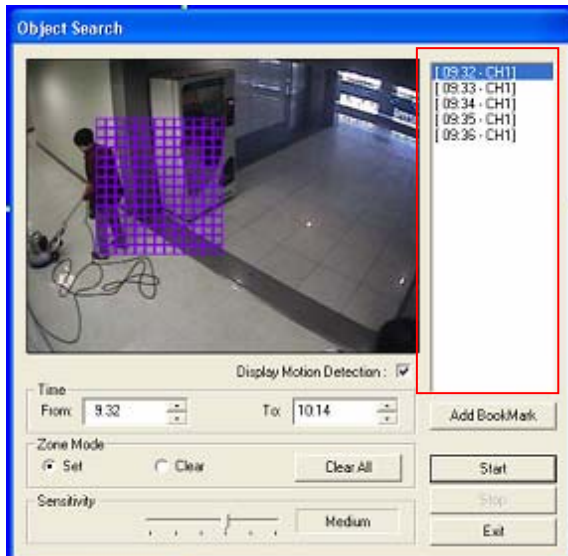 Object Search
[ 09:32 - CH1]
[ 09:33 - CH1]
[ 09:34 - CH1]
[ 09:35 - CH1]
[ 09:36 - CH1]
Display Motion Detection :
Time
From: 9:32 To: 10:14
Add BookMark
Zone Mode
Set Clear Clear All
Start
Sensitivity
Medium
Stop
Exit